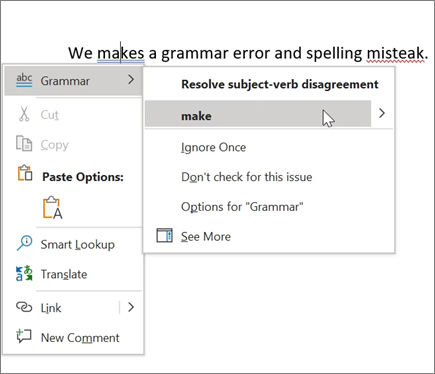 We makes a grammar error and spelling misteak.
abc
Grammar
Cut
Copy
Paste Options:
A
Smart Lookup
Translate
Link
New Comment
Resolve subject-verb disagreement
make
Ignore Once
Don't check for this issue
Options for "Grammar"
See More